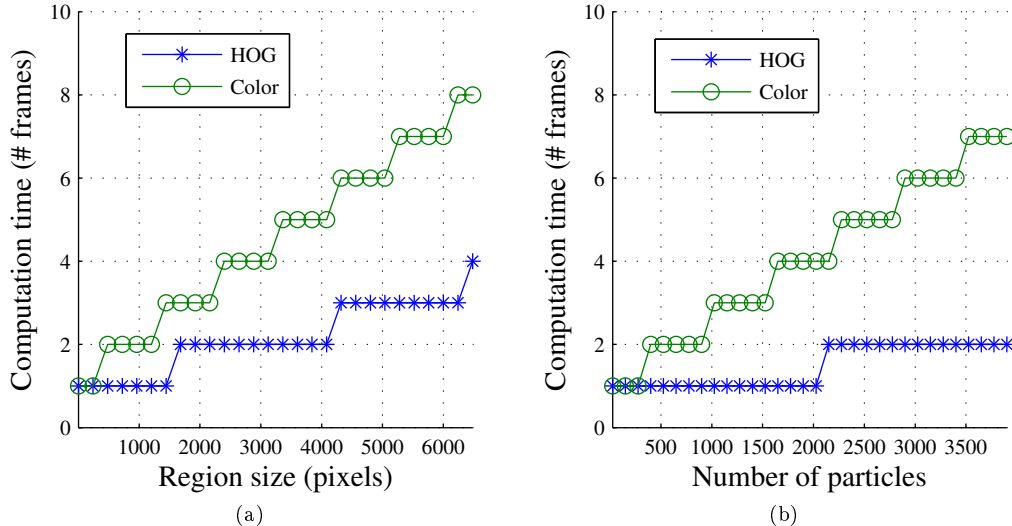 Computation time (# frames)
10
8
6
4
2
0
HOG
Color
1000 2000 3000 4000 5000 6000
Region size (pixels)
(a)
Computation time (# frames)
10
8
6
4
2
0
HOG
Color
500 1000 1500 2000 2500 3000 3500
Number of particles
(b)